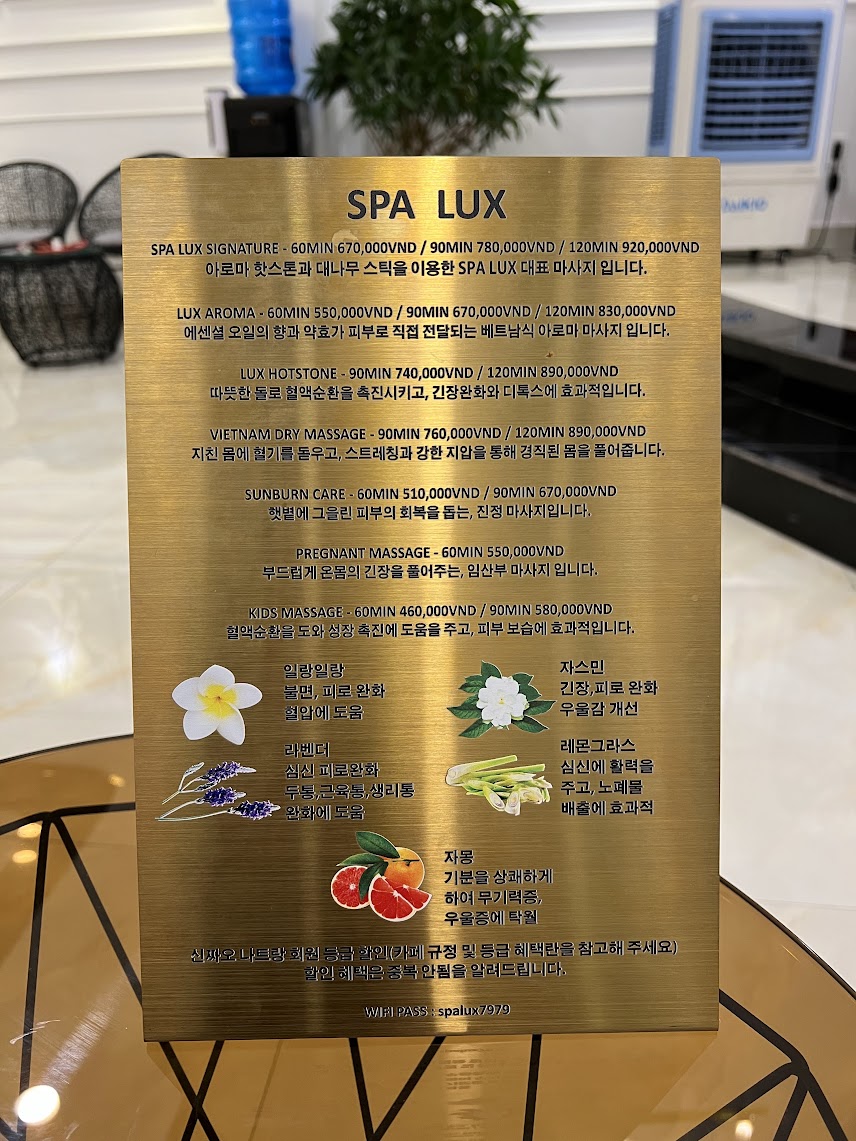 SPA LUX
SPA LUX SIGNATURE - 60MIN 670,000VND / 90MIN 780,000VND / 120MIN 920,000VND
아로마 핫스톤과 대나무 스틱을 이용한 SPA LUX 대표 마사지 입니다.
LUX AROMA - 60MIN 550,000VND / 90MIN 670,000VND / 120MIN 830,000VND
에센셜 오일의 향과 약효가 피부로 직접 전달되는 베트남식 아로마 마사지 입니다.
LUX HOTSTONE - 90MIN 740,000VND / 120MIN 890,000VND
따뜻한 돌로 혈액순환을 촉진시키고, 긴장완화와 디톡스에 효과적입니다.
VIETNAM DRY MASSAGE - 90MIN 760,000VND / 120MIN 890,000VND
지친 몸에 혈기를 돋우고, 스트레칭과 강한 지압을 통해 경직된 몸을 풀어줍니다.
SUNBURN CARE - 60MIN 510,000VND / 90MIN 670,000VND
햇볕에 그을린 피부의 회복을 돕는, 진정 마사지입니다.
PREGNANT MASSAGE - 60MIN 550,000VND
부드럽게 온몸의 긴장을 풀어주는, 임산부 마사지 입니다.
KIDS MASSAGE - 60MIN 460,000VND / 90MIN 580,000VND
혈액순환을 도와 성장 촉진에 도움을 주고, 피부 보습에 효과적입니다.
일랑일랑
불면, 피로 완화
혈압에 도움
자스민
긴장,피로 완화
우울감 개선
라벤더
심신 피로완화
두통,근육통,생리통
완화에 도움
레몬그라스
심신에 활력을
주고, 노폐물
배출에 효과적
자몽
기분을 상쾌하게
하여 무기력증,
우울증에 탁월
신짜오 나트랑 회원 등급 할인(카페 규정 및 등급 혜택란을 참고해 주세요)
할인 혜택은 중복 안됨을 알려드립니다.
WIFI PASS : spalux7979